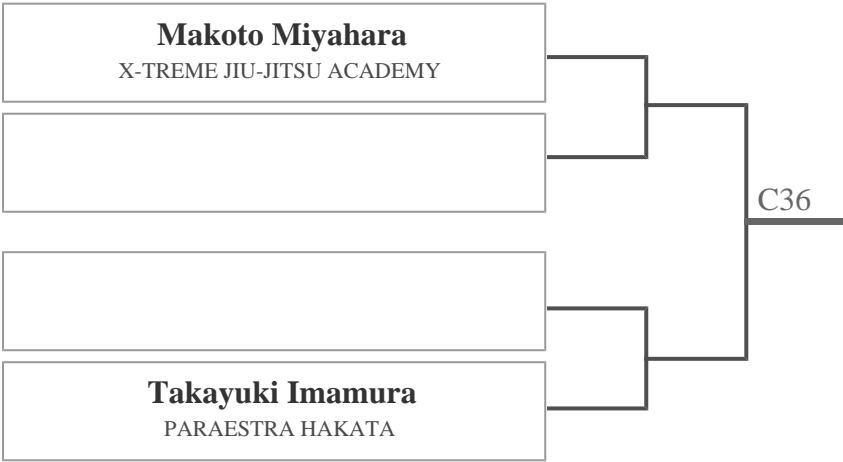 Makoto Miyahara
X-TREME JIU-JITSU ACADEMY
C36
Takayuki Imamura
PARAESTRA HAKATA